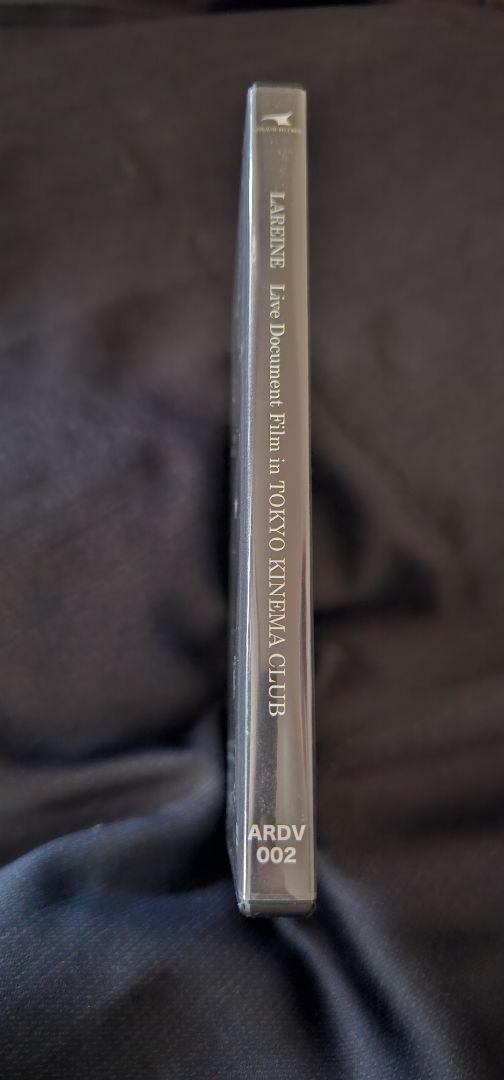 LAREINE Live Document Film in TOKYO KINEMA CLUB
ARDV
002